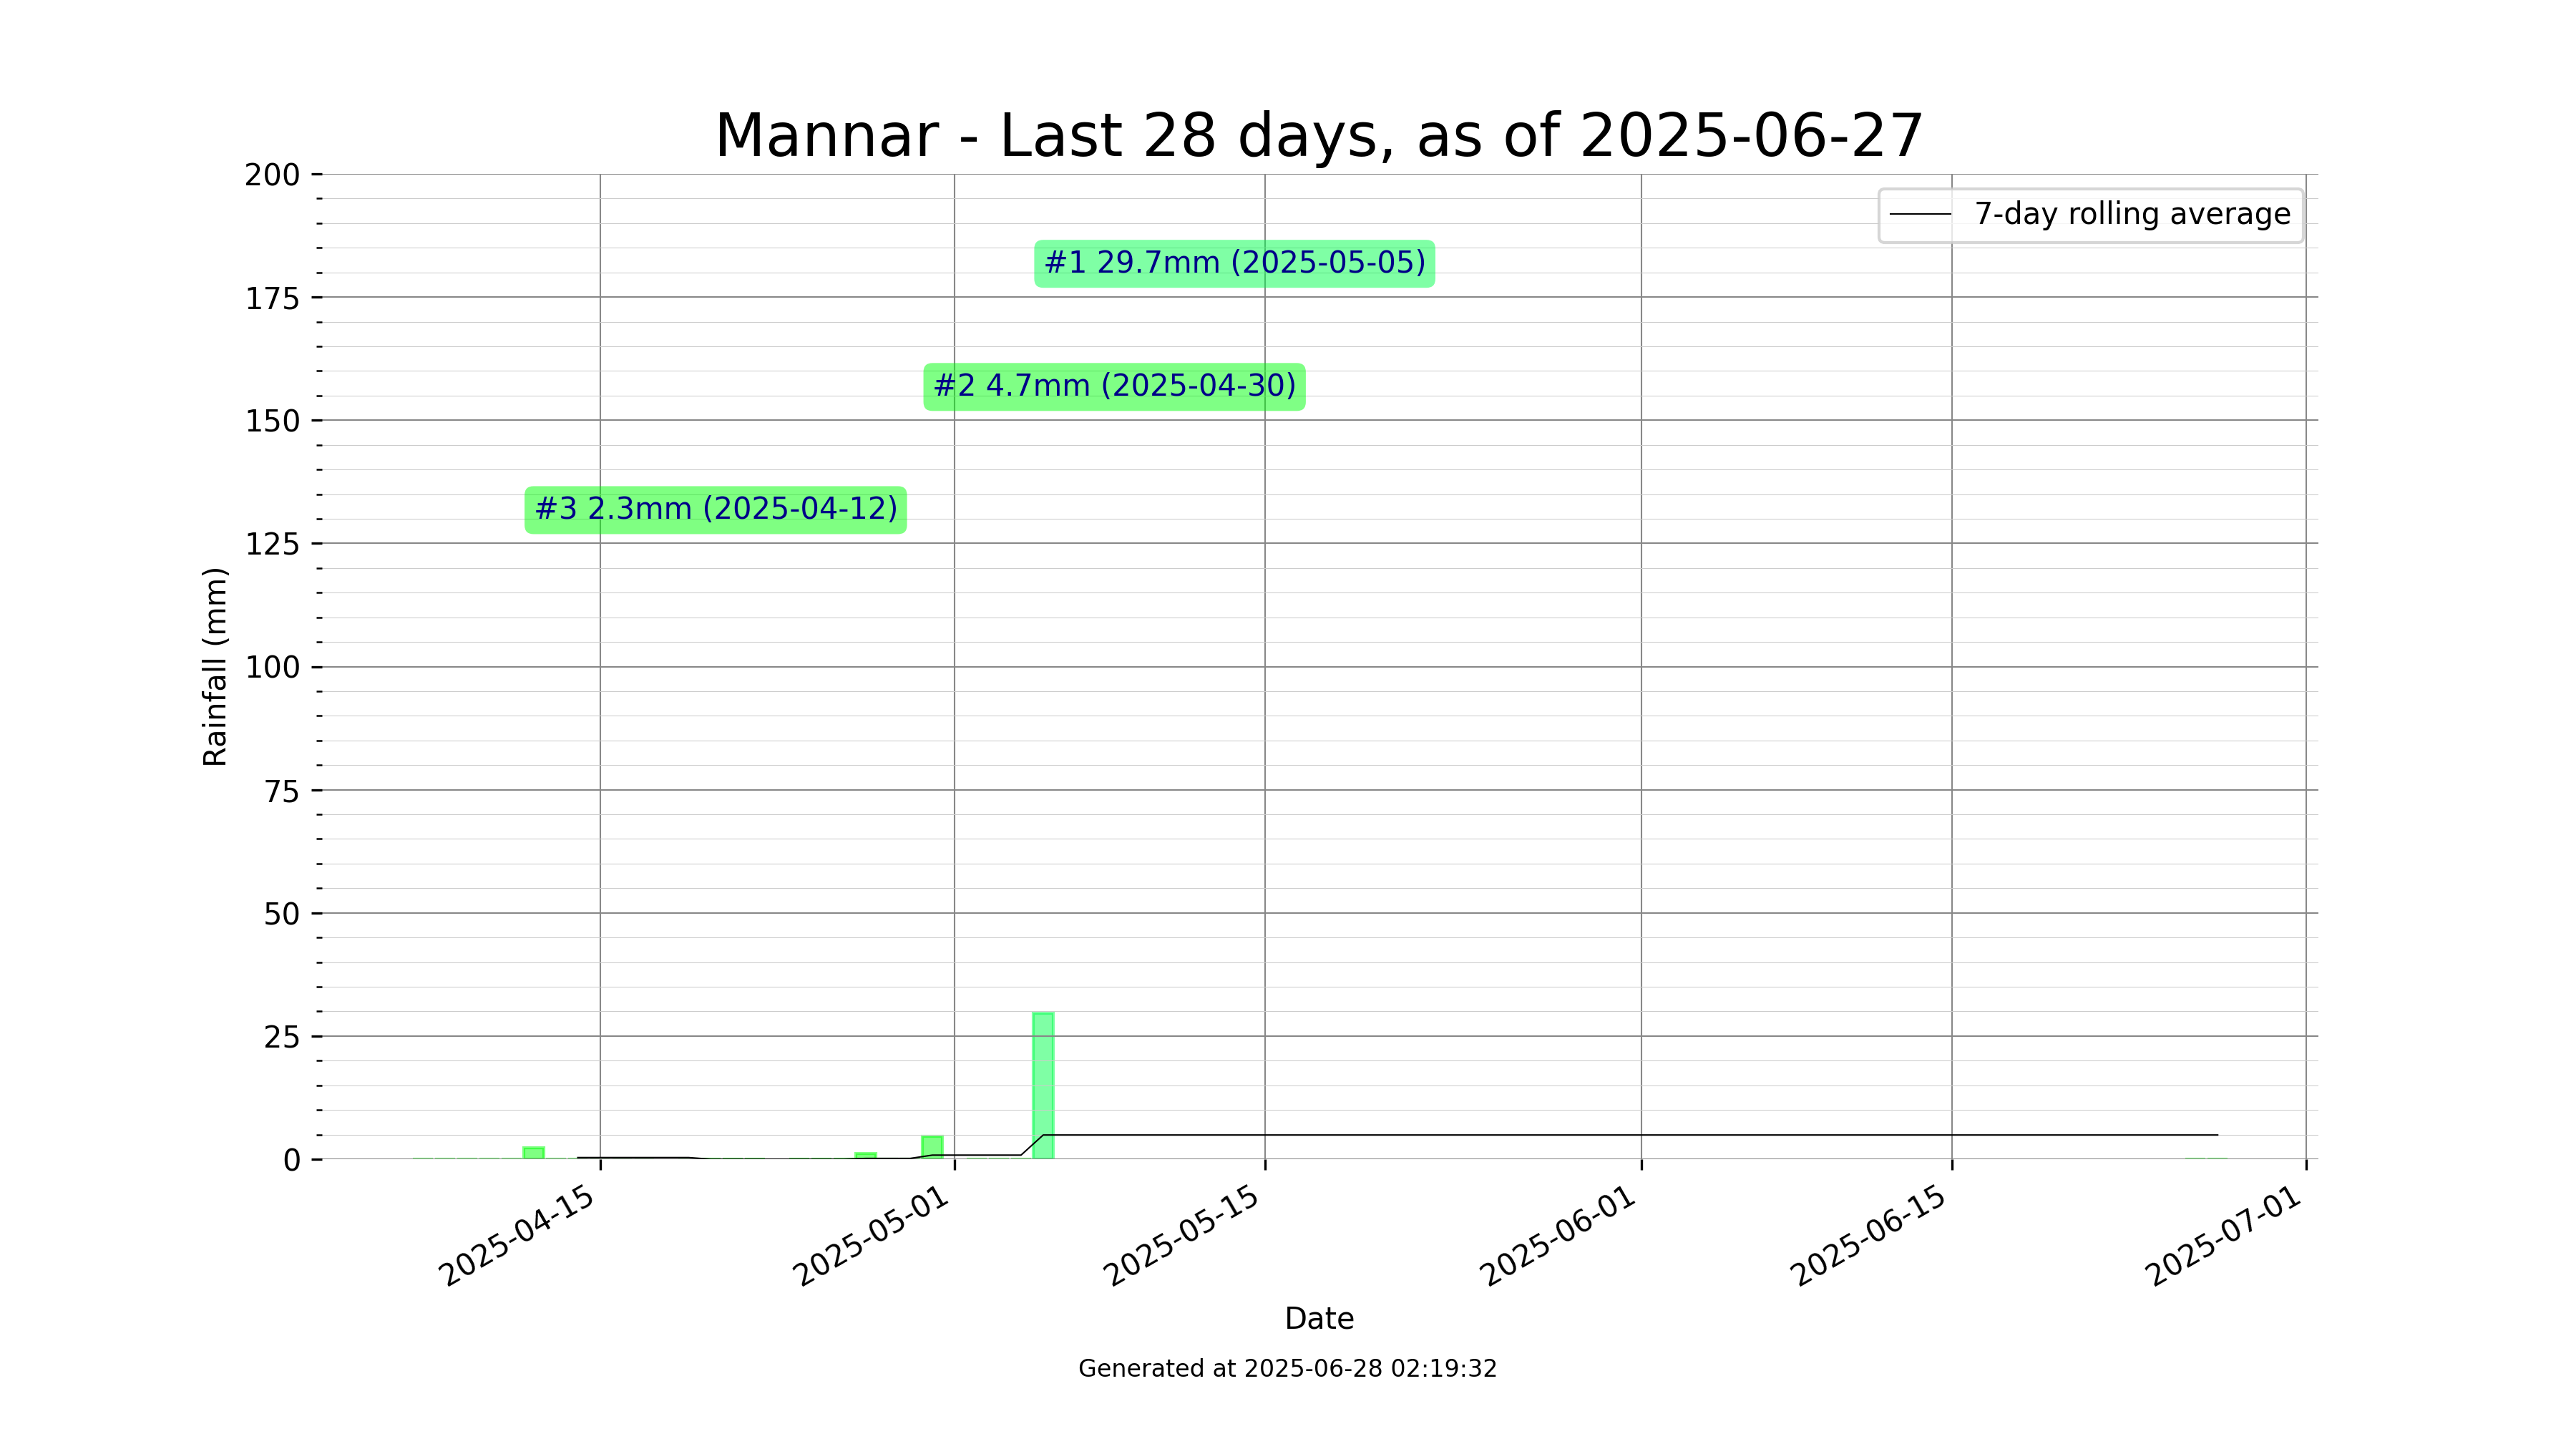 Mannar - Last 28 days, as of 2025-06-27
200
7-day rolling average
#1 29.7mm (2025-05-05)
175
#2 4.7mm (2025-04-30)
150
#3 2.3mm (2025-04-12)
125
Rainfall (mm)
100
75
50
25
0
2025-04-15
2025-05-01
2025-05-15
2025-06-01
2025-06-15
2025-07-01
Date
Generated at 2025-06-28 02:19:32